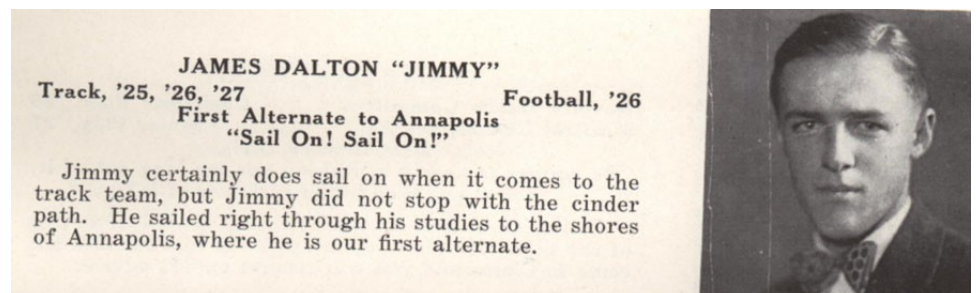 JAMES DALTON “JIMMY”
Track, ’25, ’26, ’27 Football, ’26
First Alternate to Annapolis
“Sail On! Sail On!”
Jimmy certainly does sail on when it comes to the
track team, but Jimmy did not stop with the cinder
path. He sailed right through his studies to the shores
of Annapolis, where he is our first alternate.